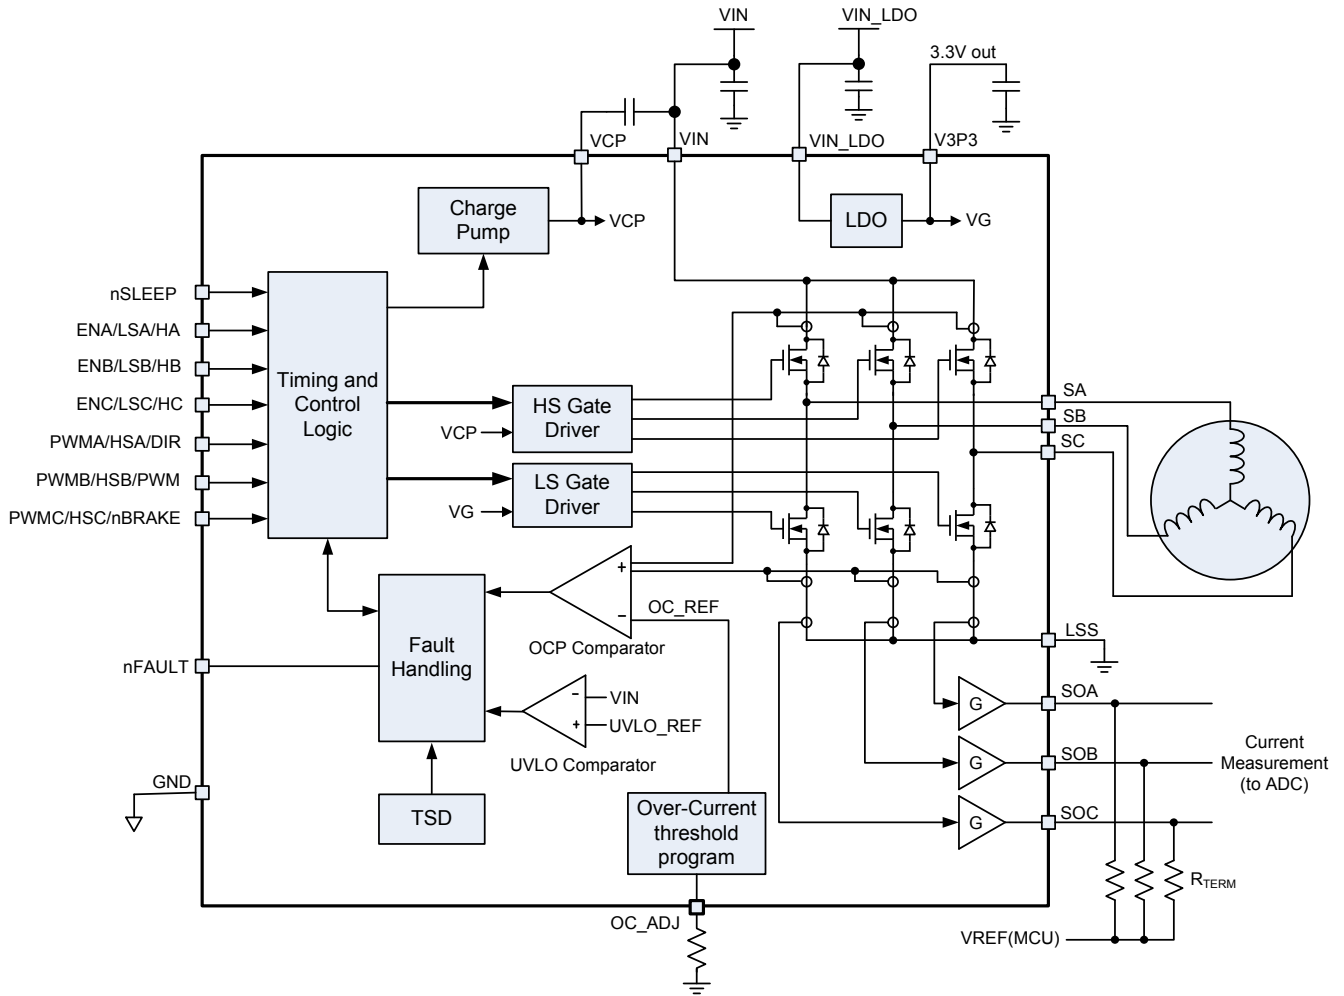 VIN
VIN_LDO
3.3V out
VCP
VIN
VIN_LDO
V3P3
Charge
Pump
VCP
LDO
VG
nSLEEP
ENA/LSA/HA
ENB/LSB/HB
ENC/LSC/HC
PWMA/HSA/DIR
PWMB/HSB/PWM
PWMC/HSC/nBRAKE
Timing and
Control
Logic
HS Gate
Driver
VCP
LS Gate
Driver
VG
SA
SB
SC
+
−
OC_REF
OCP Comparator
Fault
Handling
nFAULT
−
VIN
+
UVLO_REF
UVLO Comparator
LSS
G
SOA
G
SOB
G
SOC
Current
Measurement
(to ADC)
GND
TSD
Over-Current
threshold
program
OC_ADJ
RTERM
VREF(MCU)